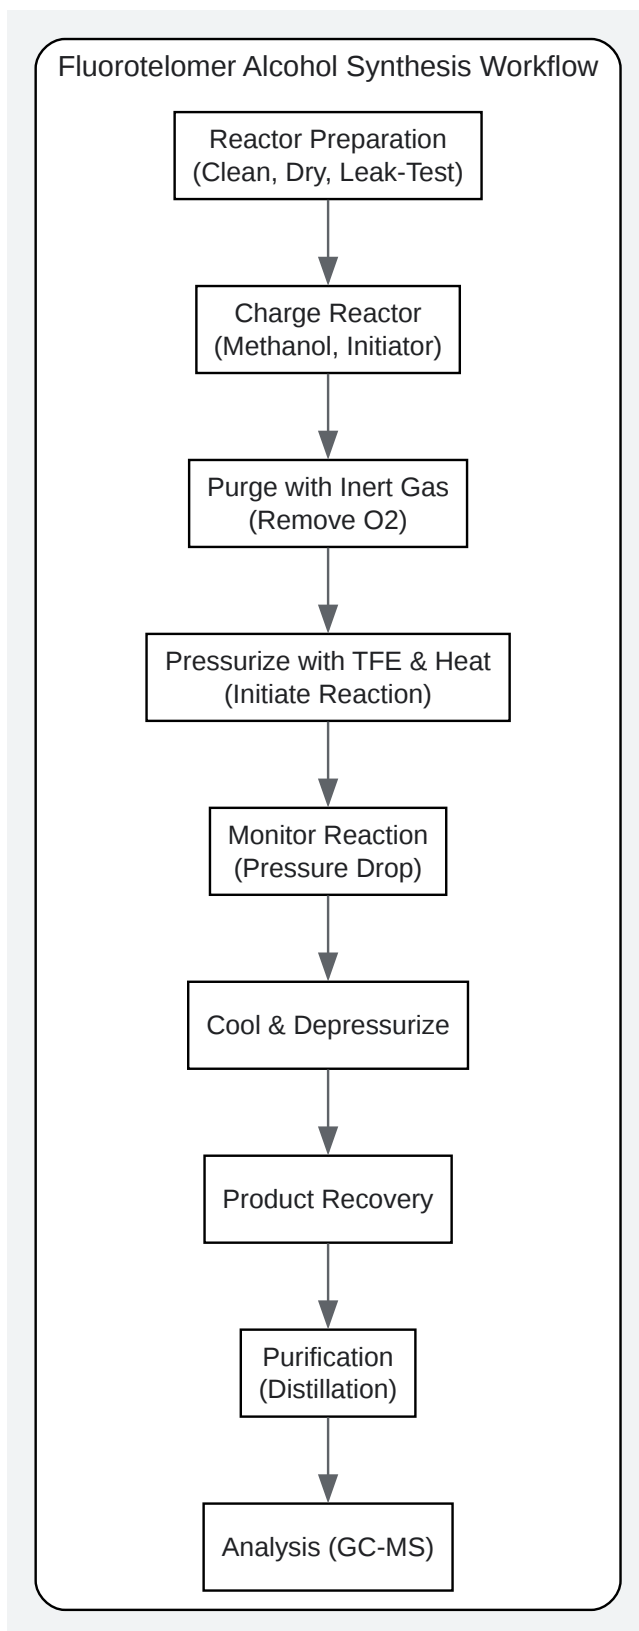 Fluorotelomer Alcohol Synthesis Workflow
Reactor Preparation
(Clean, Dry, Leak-Test)
Charge Reactor
(Methanol, Initiator)
Purge with Inert Gas
(Remove O2)
Pressurize with TFE & Heat
(Initiate Reaction)
Monitor Reaction
(Pressure Drop)
Cool & Depressurize
Product Recovery
Purification
(Distillation)
Analysis (GC-MS)